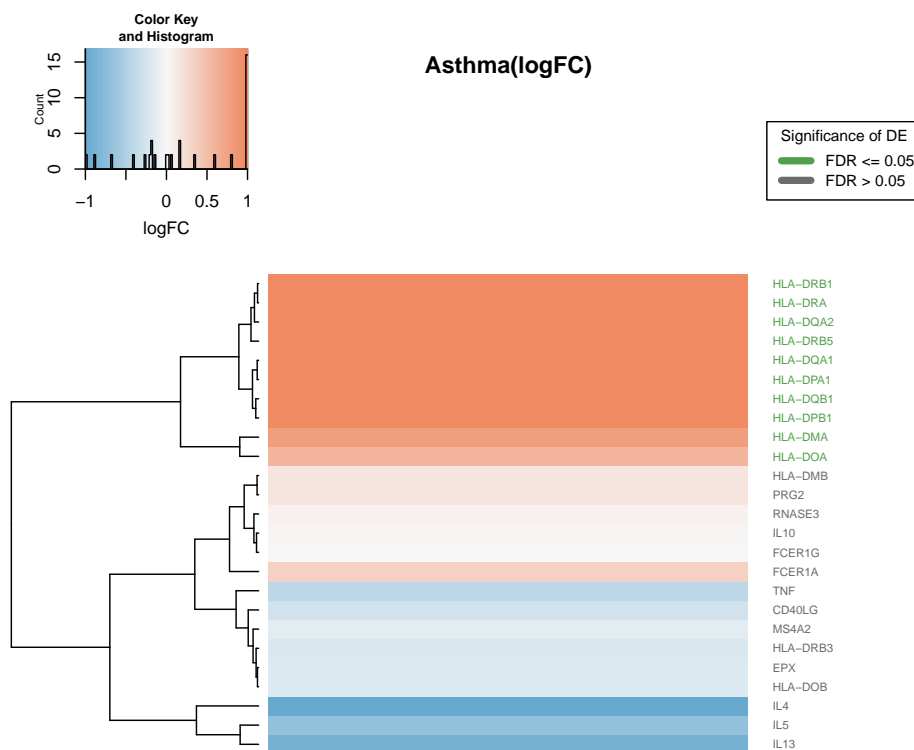 Color Key
and Histogram
Asthma(logFC)
Count
0
5
10
15
−1
0
0.5
1
logFC
Significance of DE
FDR <= 0.05
FDR > 0.05
HLA−DRB1
HLA−DRA
HLA−DQA2
HLA−DRB5
HLA−DQA1
HLA−DPA1
HLA−DQB1
HLA−DPB1
HLA−DMA
HLA−DOA
HLA−DMB
PRG2
RNASE3
IL10
FCER1G
FCER1A
TNF
CD40LG
MS4A2
HLA−DRB3
EPX
HLA−DOB
IL4
IL5
IL13